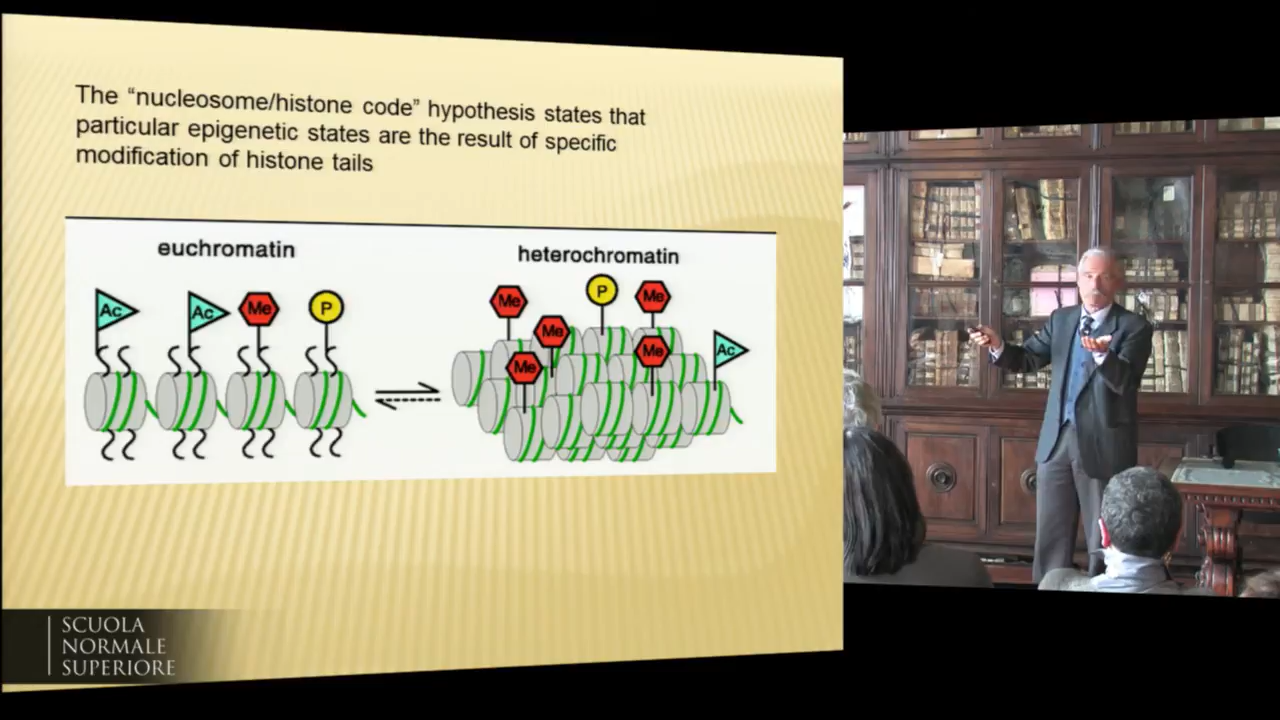 The “nucleosome/histone code” hypothesis states that
particular epigenetic states are the result of specific
modification of histone tails
euchromatin
heterochromatin
Ac
Ac
Me
P
Me
P
Me
Me
Me
Me
Ac
SCUOLA
NORMALE
SUPERIORE